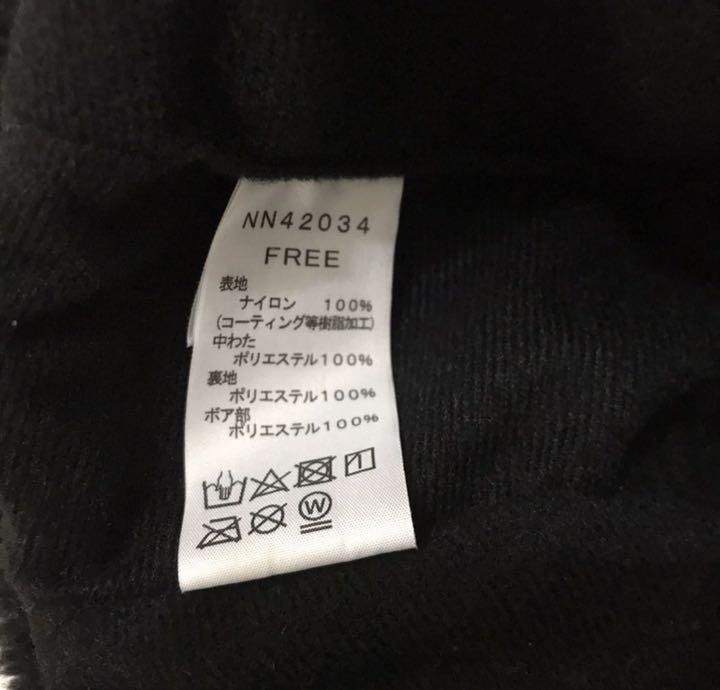 NN42034
FREE
表地
ナイロン 100%
(コーティング等樹脂加工)
中わた
ポリエステル100%
裏地
ポリエステル100%
ボア部
ポリエステル100%
W